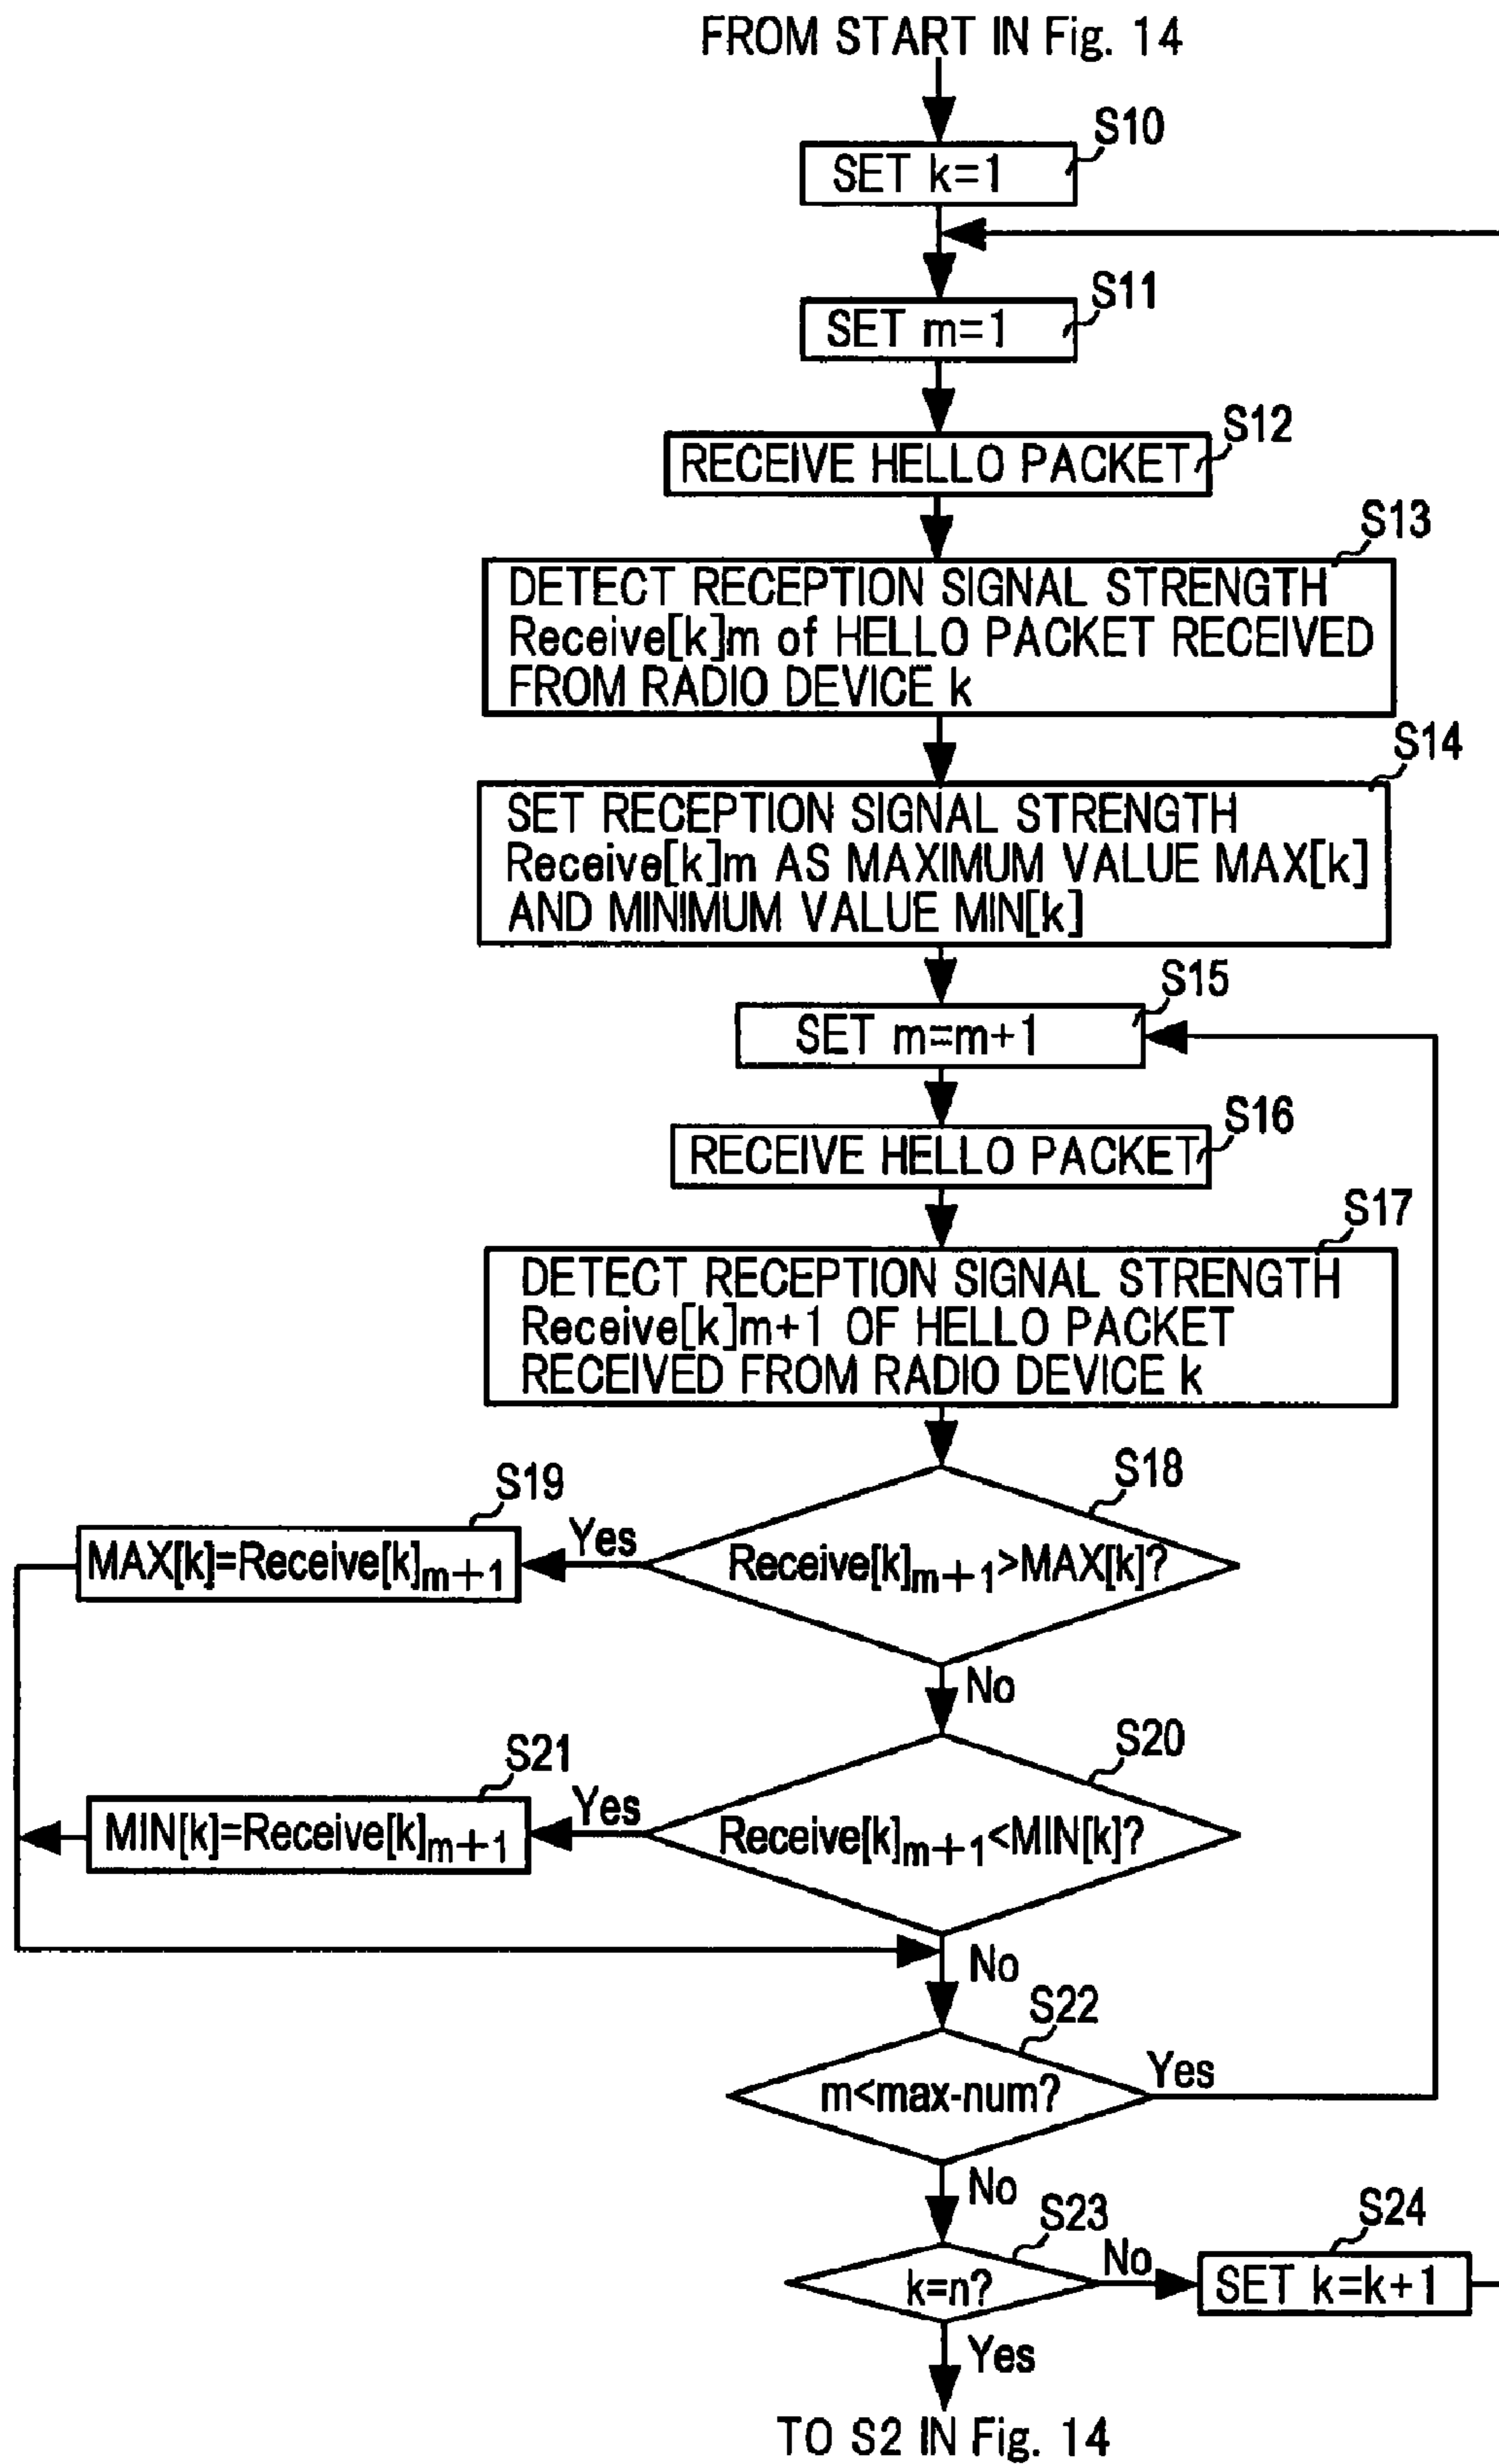 FROM START IN Fig. 14
S10
SET k=1
S11
SET m=1
S12
RECEIVE HELLO PACKET
S13
DETECT RECEPTION SIGNAL STRENGTH
Receive[k]m of HELLO PACKET RECEIVED
FROM RADIO DEVICE k
S14
SET RECEPTION SIGNAL STRENGTH
Receive[k]m AS MAXIMUM VALUE MAX[k]
AND MINIMUM VALUE MIN[k]
S15
SET m=m+1
S16
RECEIVE HELLO PACKET
S17
DETECT RECEPTION SIGNAL STRENGTH
Receive[k]m+1 OF HELLO PACKET
RECEIVED FROM RADIO DEVICE k
S18
Receive[k]m+1>MAX[k]?
Yes
S19
MAX[k]=Receive[k]m+1
No
S20
Receive[k]m+1<MIN[k]?
Yes
S21
MIN[k]=Receive[k]m+1
No
S22
m<max-num?
Yes
No
S23
k=n?
No
S24
SET k=k+1
Yes
TO S2 IN Fig. 14